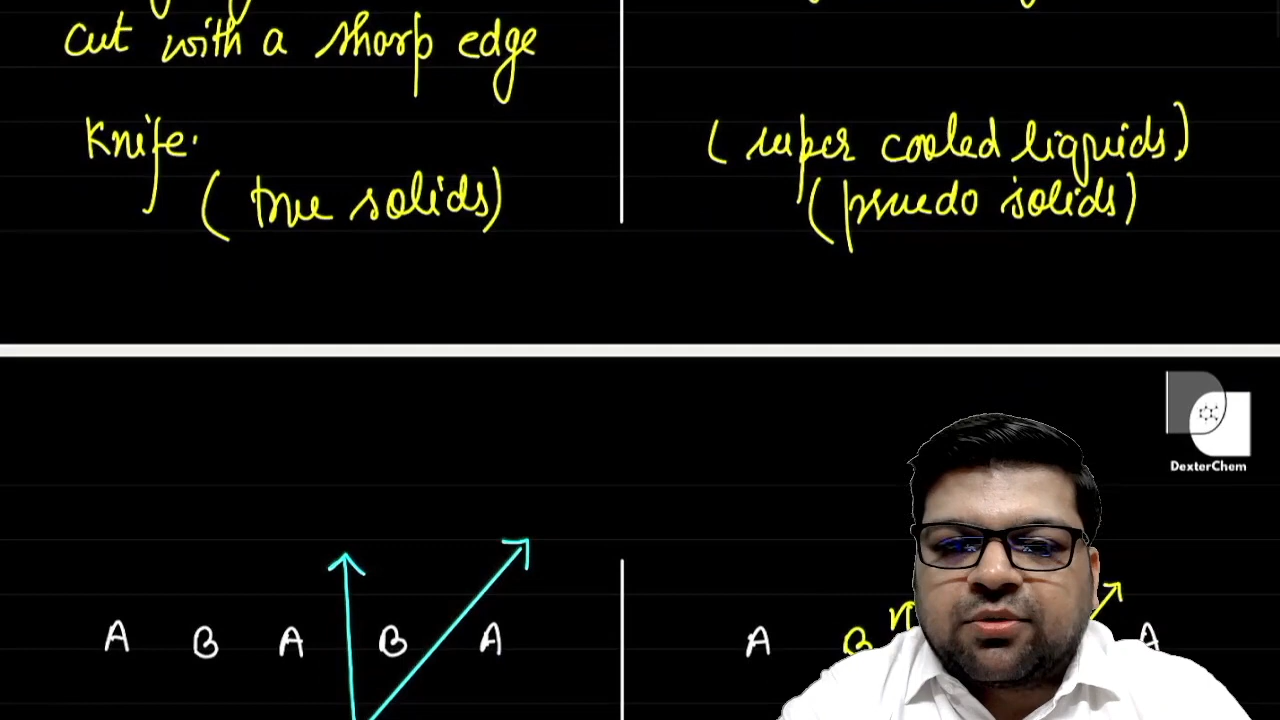 cut with a sharp edge
knife.
(true solids)
(super cooled liquids)
(psuedo solids)
DexterChem
A B A B A
A B A